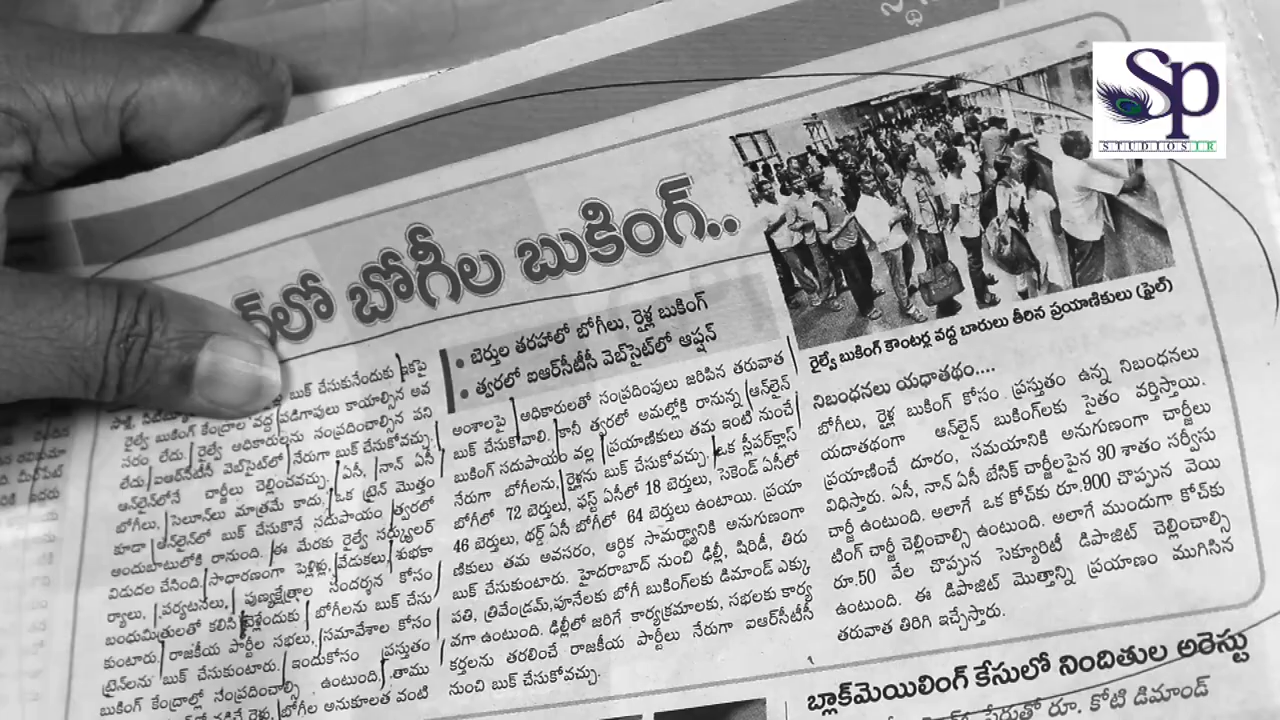 Sp
STUDIOSIR
బోగీల బుకింగ్..
• బెర్తుల తరహాలో బోగీలు, రైళ్ల బుకింగ్
• త్వరలో ఐఆర్‌సీటీసీ వెబ్‌సైట్‌లో ఆప్షన్
రైల్వే బుకింగ్ కౌంటర్ల వద్ద బారులు తీరిన ప్రయాణికులు (ఫైల్)
బుక్ చేసుకునేందుకు ఇకపై
రైల్వే బుకింగ్ కేంద్రాల వద్ద పడిగాపులు కాయాల్సిన అవ
సరం లేదు. రైల్వే అధికారులను సంప్రదించాల్సిన పని
లేదు. ఐఆర్‌సీటీసీ వెబ్‌సైట్‌లో నేరుగా బుక్ చేసుకోవచ్చు.
ఆన్‌లైన్‌లోనే చార్జీలు చెల్లించవచ్చు. ఏసీ, నాన్ ఏసీ
బోగీలు, సెలూన్‌లు మాత్రమే కాదు. ఒక ట్రైన్ మొత్తం
కూడా ఆన్‌లైన్‌లో బుక్ చేసుకొనే సదుపాయం త్వరలో
అందుబాటులోకి రానుంది. ఈ మేరకు రైల్వే సర్క్యులర్
విడుదల చేసింది. సాధారణంగా పెళ్లిళ్లు, వేడుకలు, శుభకా
ర్యాలు, పర్యటనలు, పుణ్యక్షేత్రాల సందర్శన కోసం
బంధుమిత్రులతో కలిసి వెళ్లేందుకు బోగీలను బుక్ చేసు
కుంటారు. రాజకీయ పార్టీల సభలు, సమావేశాల కోసం
ట్రైన్‌లను బుక్ చేసుకుంటారు. ఇందుకోసం ప్రస్తుతం
బుకింగ్ కేంద్రాల్లో సంప్రదించాల్సి ఉంటుంది. తాము
బోగీల అనుకూలత వంటి
అంశాలపై అధికారులతో సంప్రదింపులు జరిపిన తరువాత
బుక్ చేసుకోవాలి. కానీ త్వరలో అమల్లోకి రానున్న ఆన్‌లైన్
బుకింగ్ సదుపాయం వల్ల ప్రయాణికులు తమ ఇంటి నుంచే
నేరుగా బోగీలను, రైళ్లను బుక్ చేసుకోవచ్చు. ఒక స్లీపర్‌క్లాస్
బోగీలో 72 బెర్తులు, ఫస్ట్ ఏసీలో 18 బెర్తులు, సెకెండ్ ఏసీలో
46 బెర్తులు, థర్డ్ ఏసీ బోగీలో 64 బెర్తులు ఉంటాయి. ప్రయా
ణికులు తమ అవసరం, ఆర్థిక సామర్థ్యానికి అనుగుణంగా
బుక్ చేసుకుంటారు. హైదరాబాద్ నుంచి ఢిల్లీ, షిరిడీ, తిరు
పతి, త్రివేండ్రమ్,పూనేలకు బోగీ బుకింగ్‌లకు డిమాండ్ ఎక్కు
వగా ఉంటుంది. ఢిల్లీలో జరిగే కార్యక్రమాలకు, సభలకు కార్య
కర్తలను తరలించే రాజకీయ పార్టీలు నేరుగా ఐఆర్‌సీటీసీ
నుంచి బుక్ చేసుకోవచ్చు.
నిబంధనలు యథాతథం....
బోగీలు, రైళ్ల బుకింగ్ కోసం ప్రస్తుతం ఉన్న నిబంధనలు
యదాతథంగా ఆన్‌లైన్ బుకింగ్‌లకు సైతం వర్తిస్తాయి.
ప్రయాణించే దూరం, సమయానికి అనుగుణంగా చార్జీలు
విధిస్తారు. ఏసీ, నాన్ ఏసీ బేసిక్ చార్జీలపైన 30 శాతం సర్వీసు
చార్జీ ఉంటుంది. అలాగే ఒక కోచ్‌కు రూ.900 చొప్పున వెయి
టింగ్ చార్జీ చెల్లించాల్సి ఉంటుంది. అలాగే ముందుగా కోచ్‌కు
రూ.50 వేల చొప్పున సెక్యూరిటీ డిపాజిట్ చెల్లించాల్సి
ఉంటుంది. ఈ డిపాజిట్ మొత్తాన్ని ప్రయాణం ముగిసిన
తరువాత తిరిగి ఇచ్చేస్తారు.
బ్లాక్‌మెయిలింగ్ కేసులో నిందితుల అరెస్టు
పేరుతో రూ. కోటి డిమాండ్